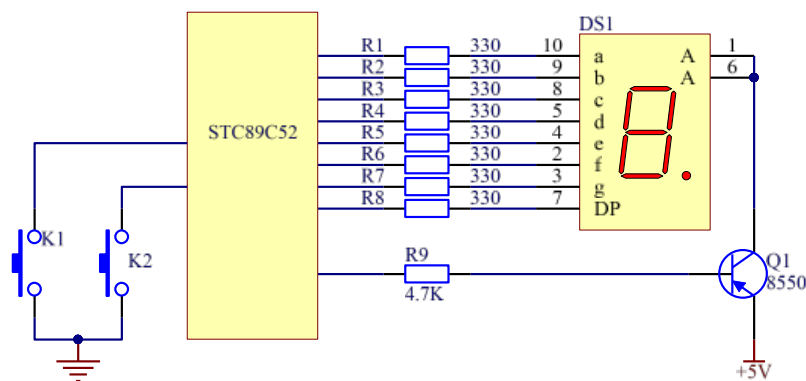 DS1
R1 330 10 a A 1
R2 330 9 b A 6
R3 330 8 c
R4 330 5 d
STC89C52
R5 330 4 e
R6 330 2 f
R7 330 3 g
R8 330 7 DP
K1
K2
R9
4.7K
Q1
8550
+5V